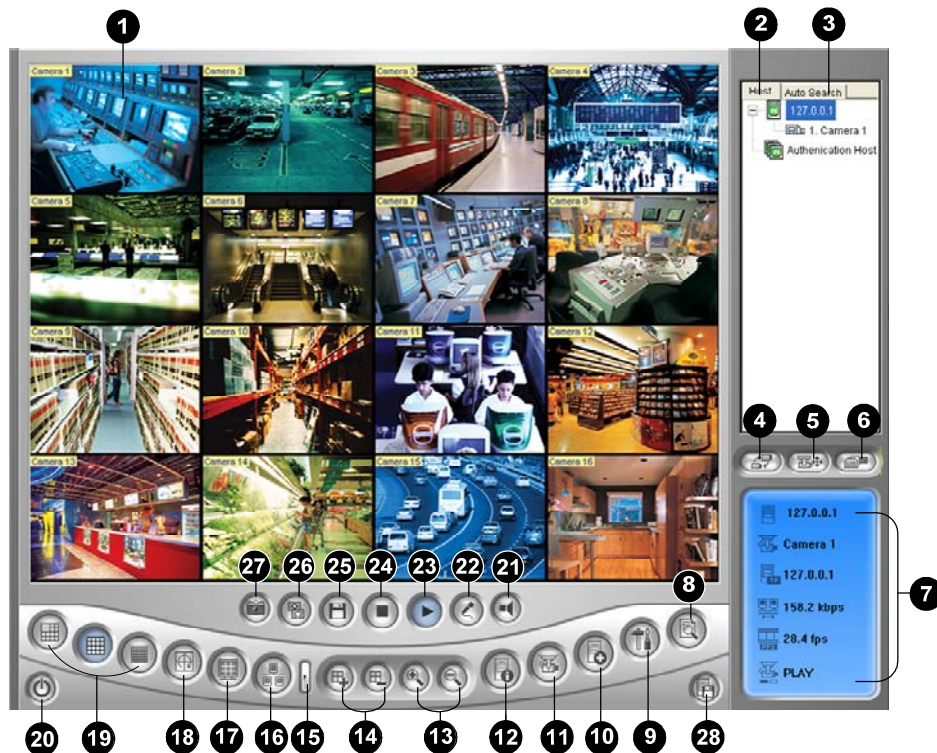 1
2
3
Camera 1
Camera 2
Camera 3
Camera 4
Host
Auto Search
127.0.0.1
1. Camera 1
Authenication Host
Camera 5
Camera 6
Camera 7
Camera 8
Camera 9
Camera 10
Camera 11
Camera 12
Camera 13
Camera 14
Camera 15
Camera 16
4
5
6
127.0.0.1
Camera 1
127.0.0.1
158.2 kbps
28.4 fps
PLAY
7
27
26
25
24
23
22
21
8
20
19
18
17
16
15
14
13
12
11
10
9
28